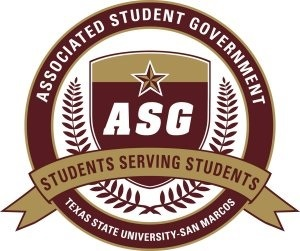 ASSOCIATED STUDENT GOVERNMENT
ASG
STUDENTS SERVING STUDENTS
TEXAS STATE UNIVERSITY-SAN MARCOS